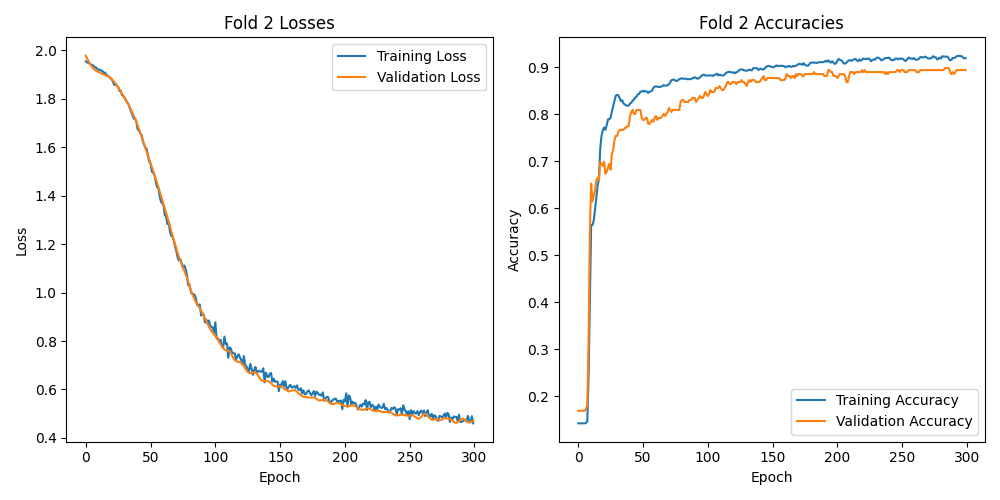 Fold 2 Losses
Training Loss
Validation Loss
2.0
1.8
1.6
1.4
1.2
1.0
0.8
0.6
0.4
Loss
0 50 100 150 200 250 300
Epoch
Fold 2 Accuracies
0.9
0.8
0.7
0.6
0.5
0.4
0.3
0.2
Accuracy
Training Accuracy
Validation Accuracy
0 50 100 150 200 250 300
Epoch